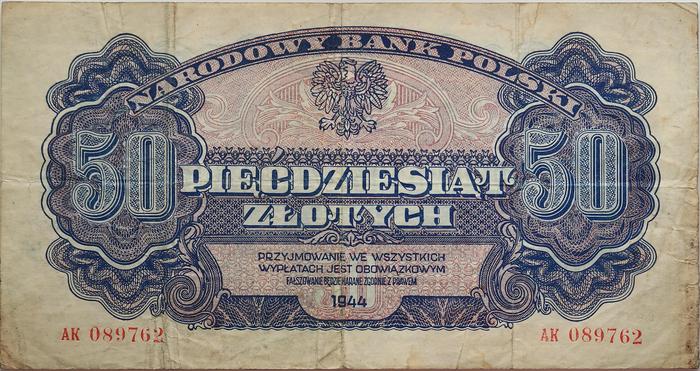 NARODOWY BANK POLSKI
50 50
PIĘĆDZIESIĄT
ZŁOTYCH
PRZYJMOWANIE WE WSZYSTKICH
WYPŁATACH JEST OBOWIĄZKOWYM
FAŁSZOWANIE BĘDZIE KARANE ZGODNIE Z PRAWEM
1944
AK 089762 AK 089762